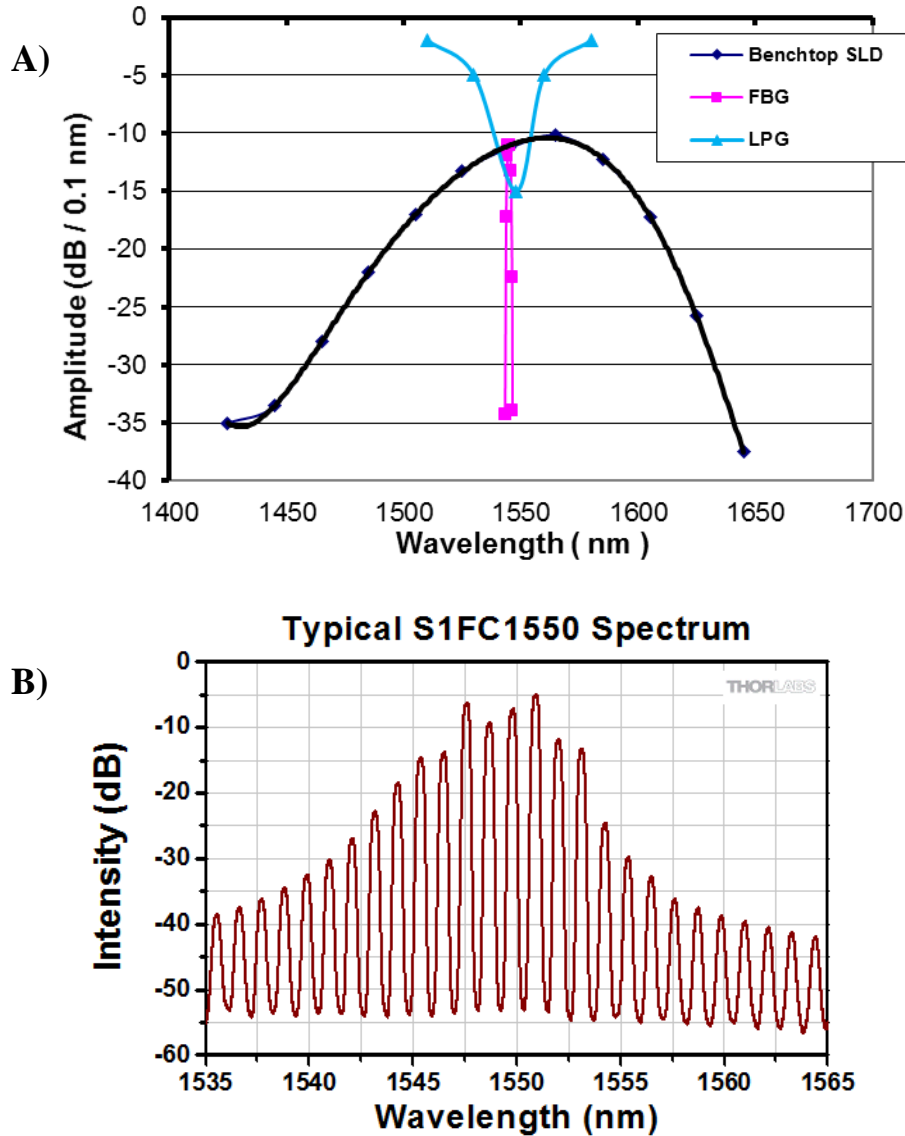 A)
Amplitude (dB / 0.1 nm)
0
-5
-10
-15
-20
-25
-30
-35
-40
1400 1450 1500 1550 1600 1650 1700
Wavelength ( nm )
Benchtop SLD
FBG
LPG
B)
Typical S1FC1550 Spectrum
THORLABS
Intensity (dB)
0
-10
-20
-30
-40
-50
-60
1535 1540 1545 1550 1555 1560 1565
Wavelength (nm)